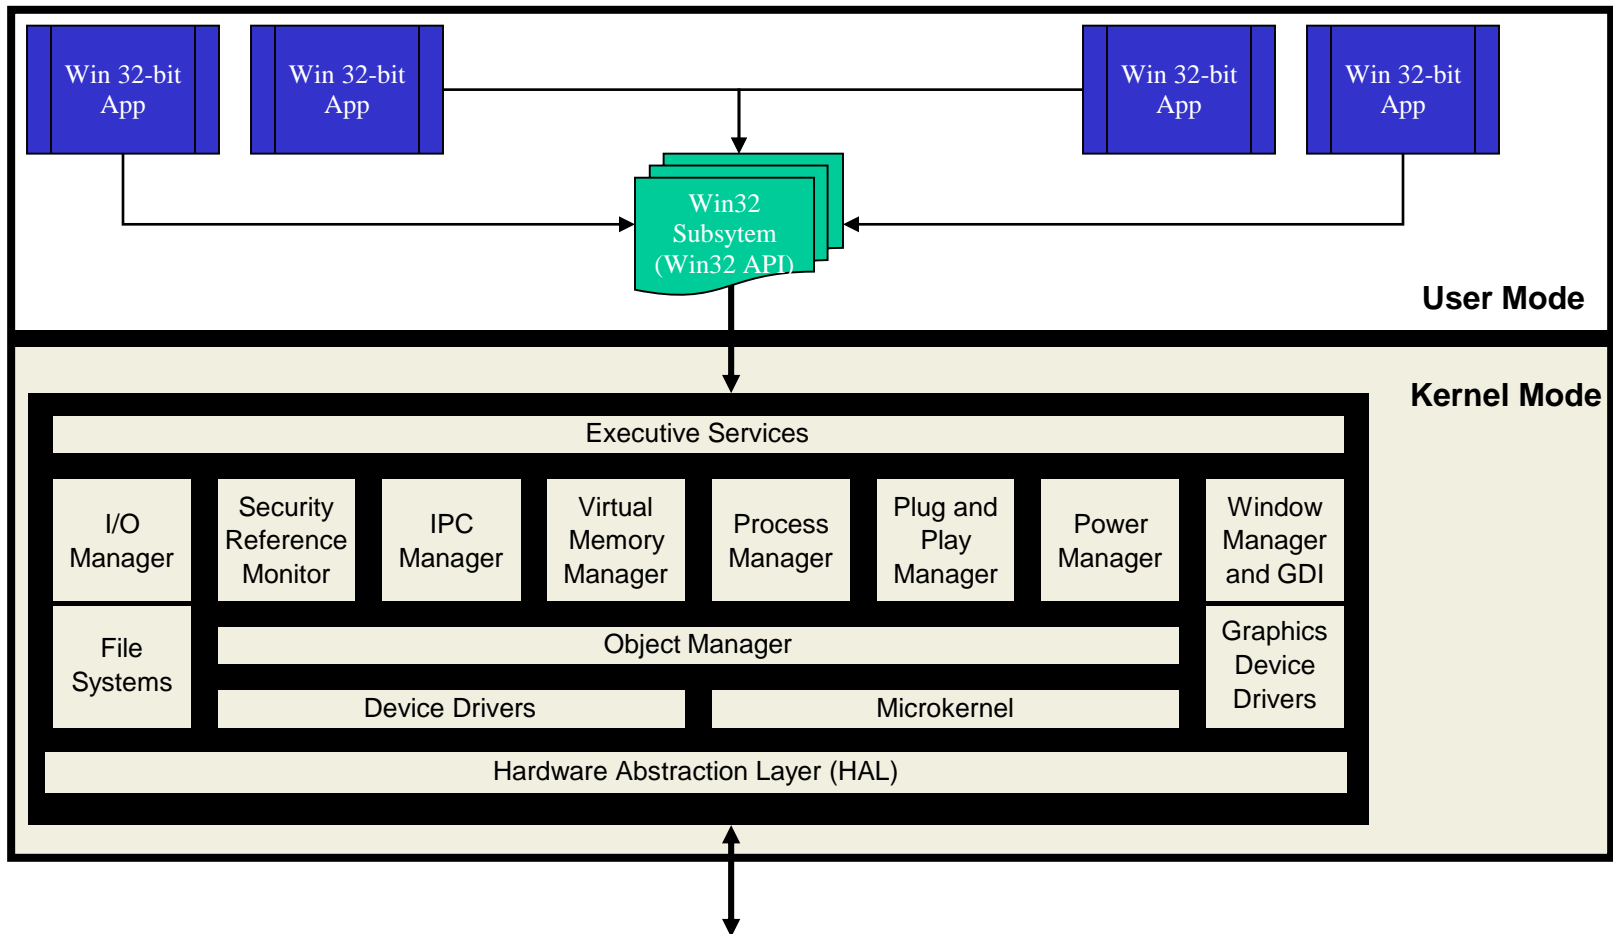 Win 32-bit
App
Win 32-bit
App
Win 32-bit
App
Win 32-bit
App
Win32
Subsytem
(Win32 API)
User Mode
Kernel Mode
Executive Services
I/O
Manager
Security
Reference
Monitor
IPC
Manager
Virtual
Memory
Manager
Process
Manager
Plug and
Play
Manager
Power
Manager
Window
Manager
and GDI
File
Systems
Object Manager
Graphics
Device
Drivers
Device Drivers
Microkernel
Hardware Abstraction Layer (HAL)